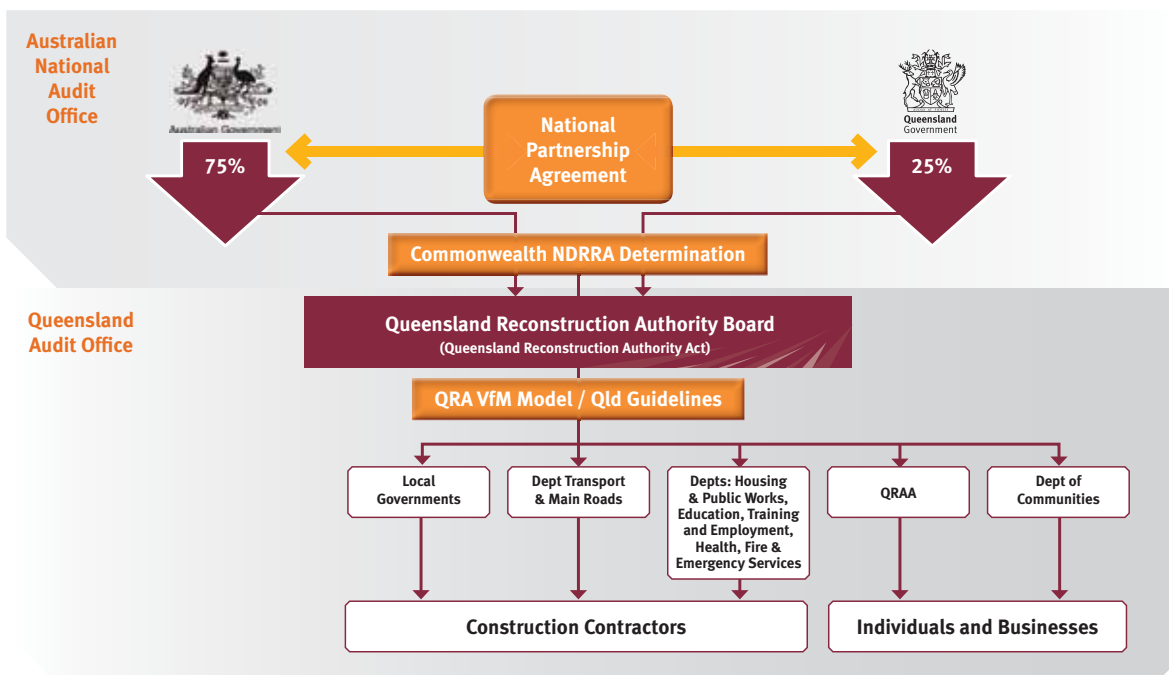 Australian
National
Audit
Office
Australian Government
Queensland
Government
National
Partnership
Agreement
75%
25%
Commonwealth NDRRA Determination
Queensland
Audit Office
Queensland Reconstruction Authority Board
(Queensland Reconstruction Authority Act)
QRA VfM Model / Qld Guidelines
Local
Governments
Dept Transport
& Main Roads
Depts: Housing
& Public Works,
Education, Training
and Employment,
Health, Fire &
Emergency Services
QRAA
Dept of
Communities
Construction Contractors
Individuals and Businesses